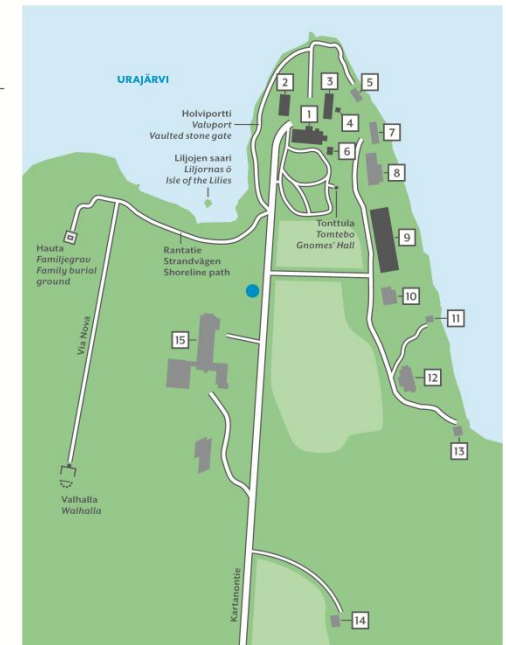 URAJÄRVI
2
3
5
1
4
Holviportti
Valvport
Vaulted stone gate
7
6
8
Liljojen saari
Liljornas ö
Isle of the Lilies
Tonttula
Tomtebo
Gnomes' Hall
9
Hauta
Familjegrav
Family burial
ground
Rantatie
Strandvägen
Shoreline path
10
11
Via Nova
15
12
13
Valhalla
Walhalla
Kartanontie
14